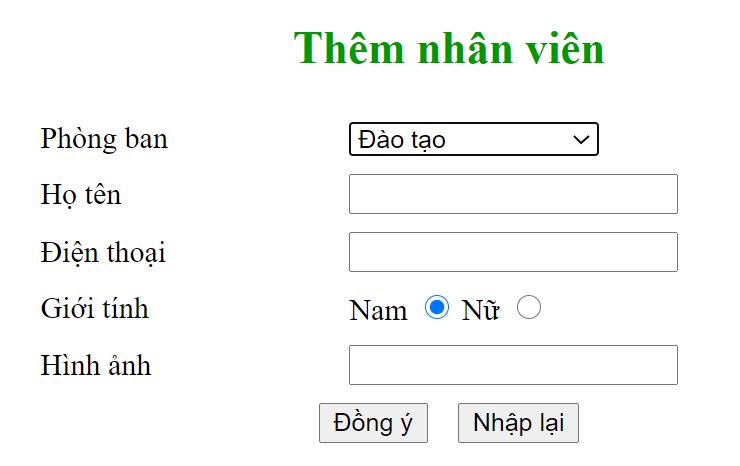 Thêm nhân viên
Phòng ban Đào tạo
Họ tên
Điện thoại
Giới tính Nam Nữ
Hình ảnh
Đồng ý Nhập lại